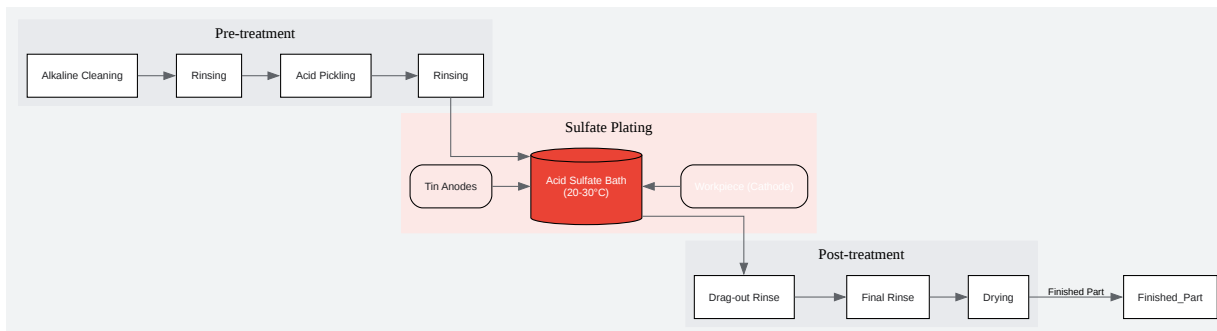 Pre-treatment
Alkaline Cleaning
Rinsing
Acid Pickling
Rinsing
Sulfate Plating
Tin Anodes
Acid Sulfate Bath
(20-30°C)
Workpiece (Cathode)
Post-treatment
Drag-out Rinse
Final Rinse
Drying
Finished Part
Finished_Part